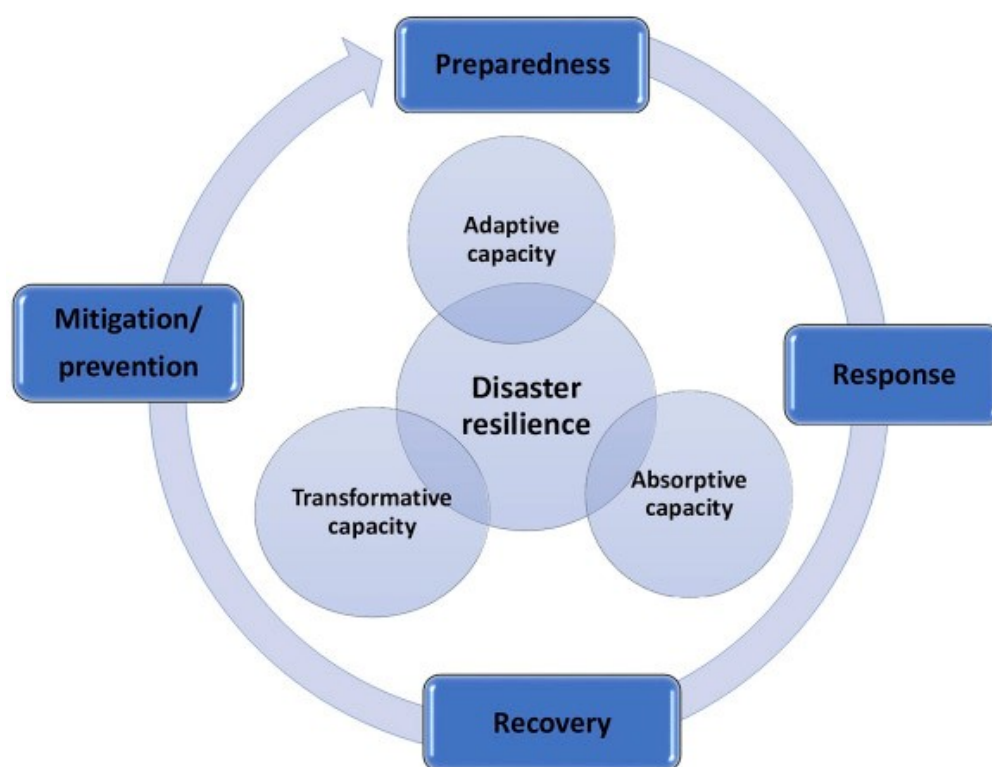 Preparedness
Adaptive
capacity
Mitigation/
prevention
Disaster
resilience
Response
Transformative
capacity
Absorptive
capacity
Recovery